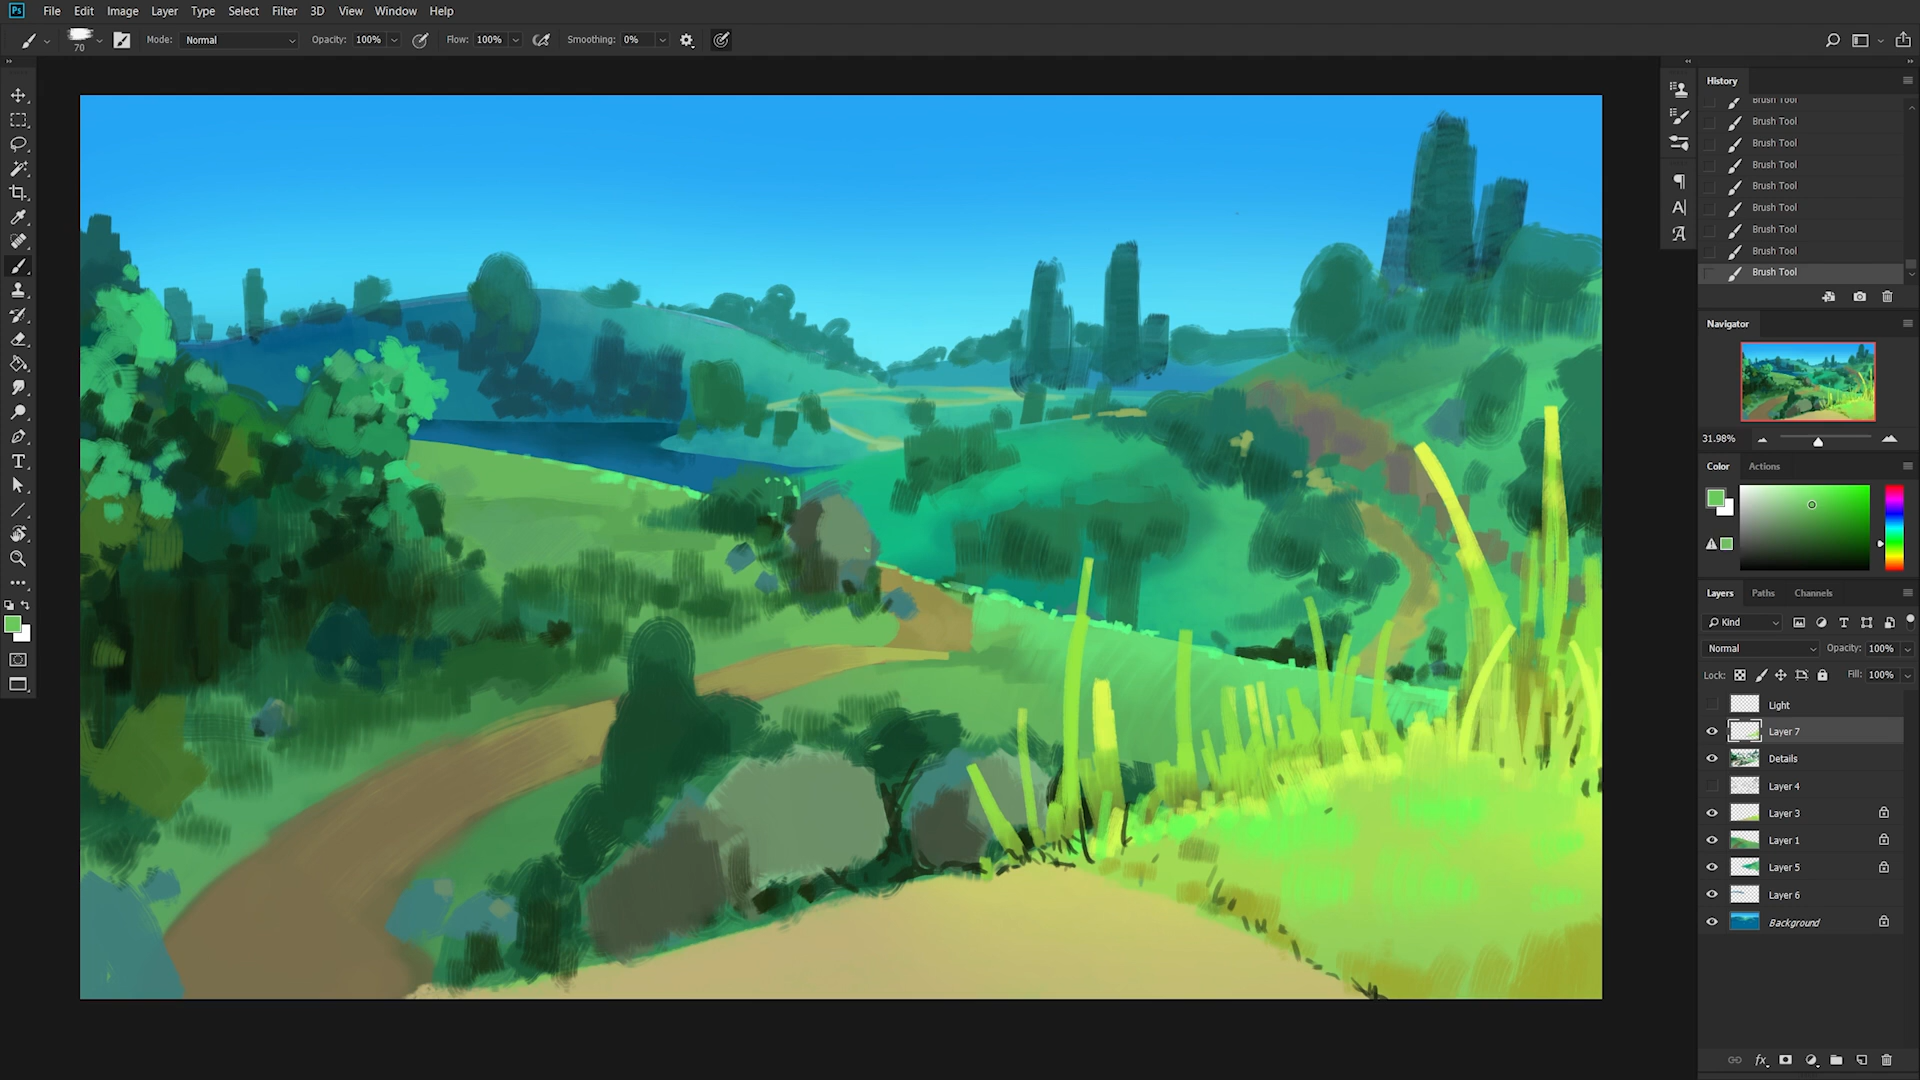 Ps File Edit Image Layer Type Select Filter 3D View Window Help
70 Mode: Normal Opacity: 100% Flow: 100% Smoothing: 0%
History
Brush Tool
Brush Tool
Brush Tool
Brush Tool
Brush Tool
Brush Tool
Brush Tool
Brush Tool
Brush Tool
Navigator
31.98%
Color Actions
Layers Paths Channels
Kind
Normal Opacity: 100%
Lock: Fill: 100%
Light
Layer 7
Details
Layer 4
Layer 3
Layer 1
Layer 5
Layer 6
Background
fx